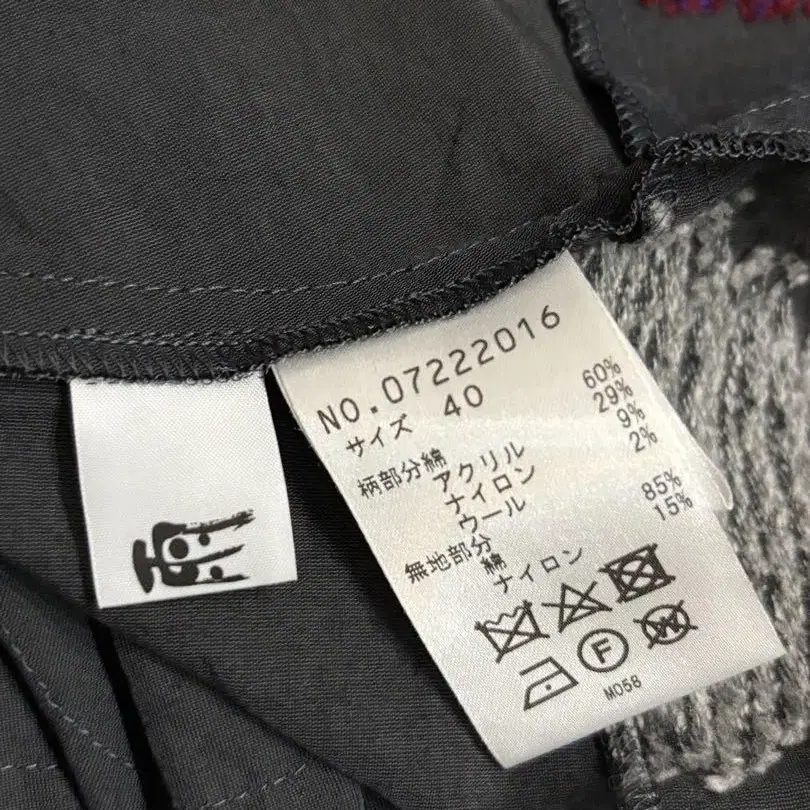 NO.07222016
サイズ 40
柄部分綿 60%
アクリル 29%
ナイロン 9%
ウール 2%
無地部分
綿 85%
ナイロン 15%
F
W
M058